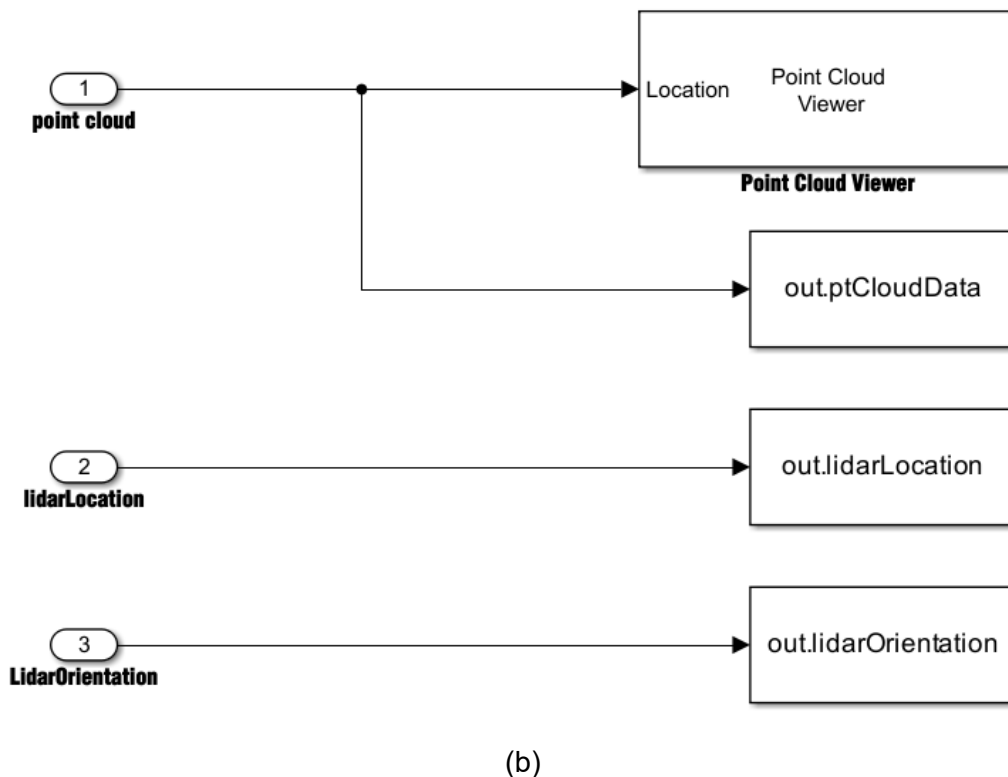 1
point cloud
Location
Point Cloud
Viewer
Point Cloud Viewer
out.ptCloudData
2
lidarLocation
out.lidarLocation
3
LidarOrientation
out.lidarOrientation
(b)